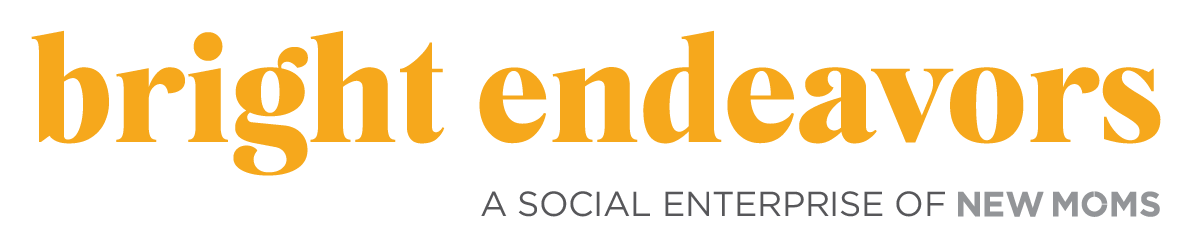 bright endeavors
A SOCIAL ENTERPRISE OF NEW MOMS